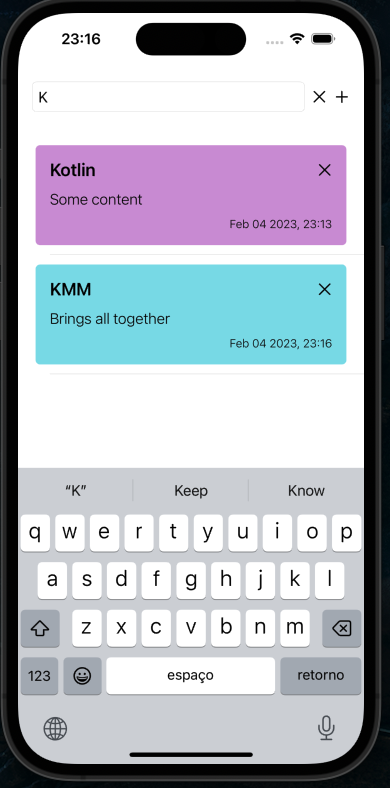 23:16
K
Kotlin
Some content
Feb 04 2023, 23:13
KMM
Brings all together
Feb 04 2023, 23:16
“K” Keep Know
q w e r t y u i o p
a s d f g h j k l
z x c v b n m
123 espaço retorno